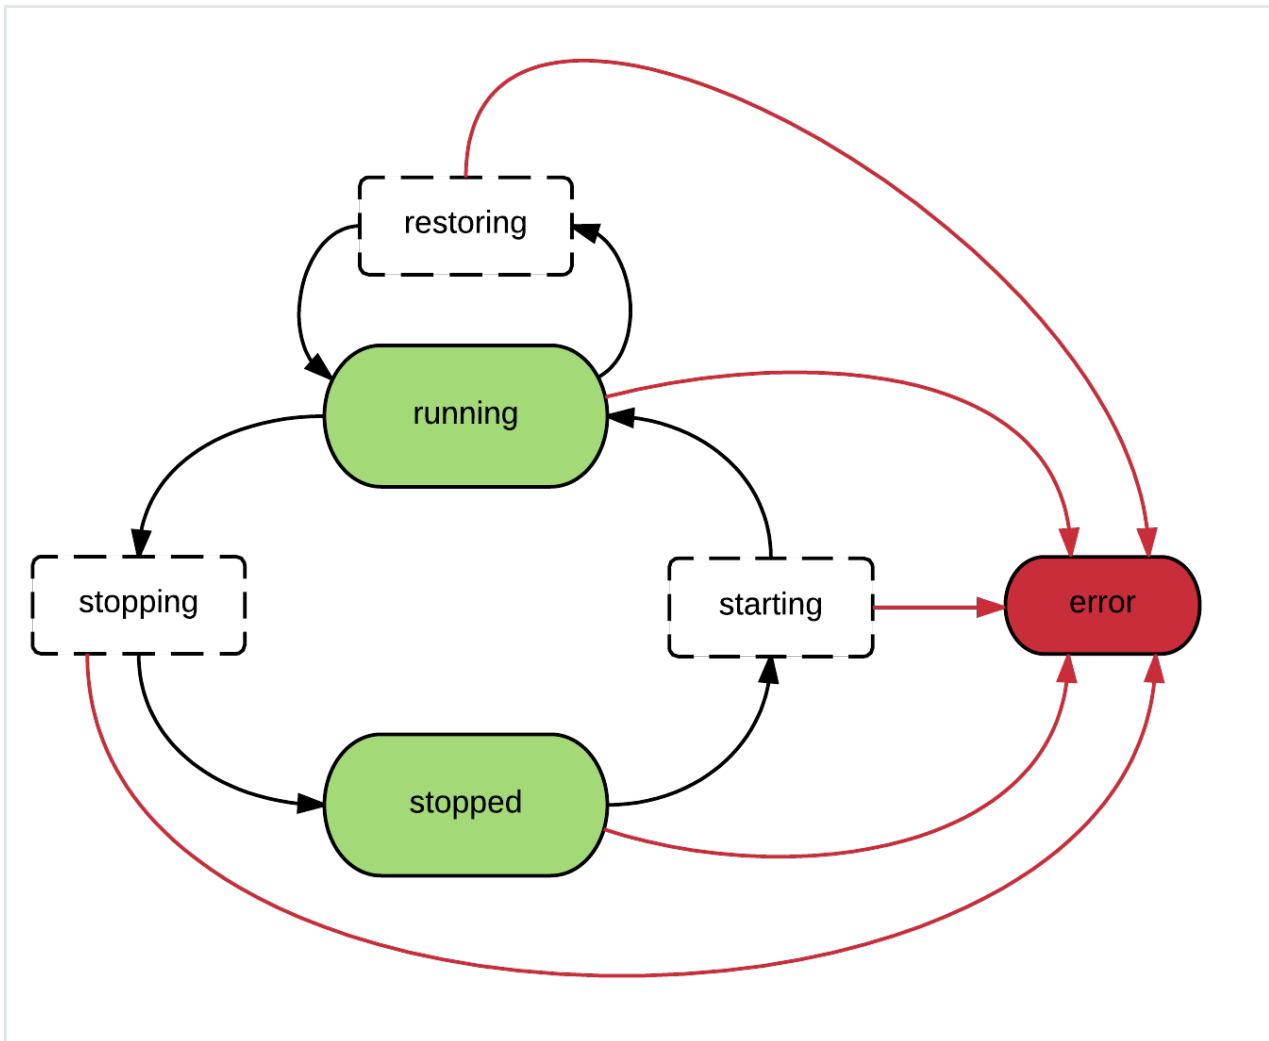 restoring
running
stopping
starting
error
stopped